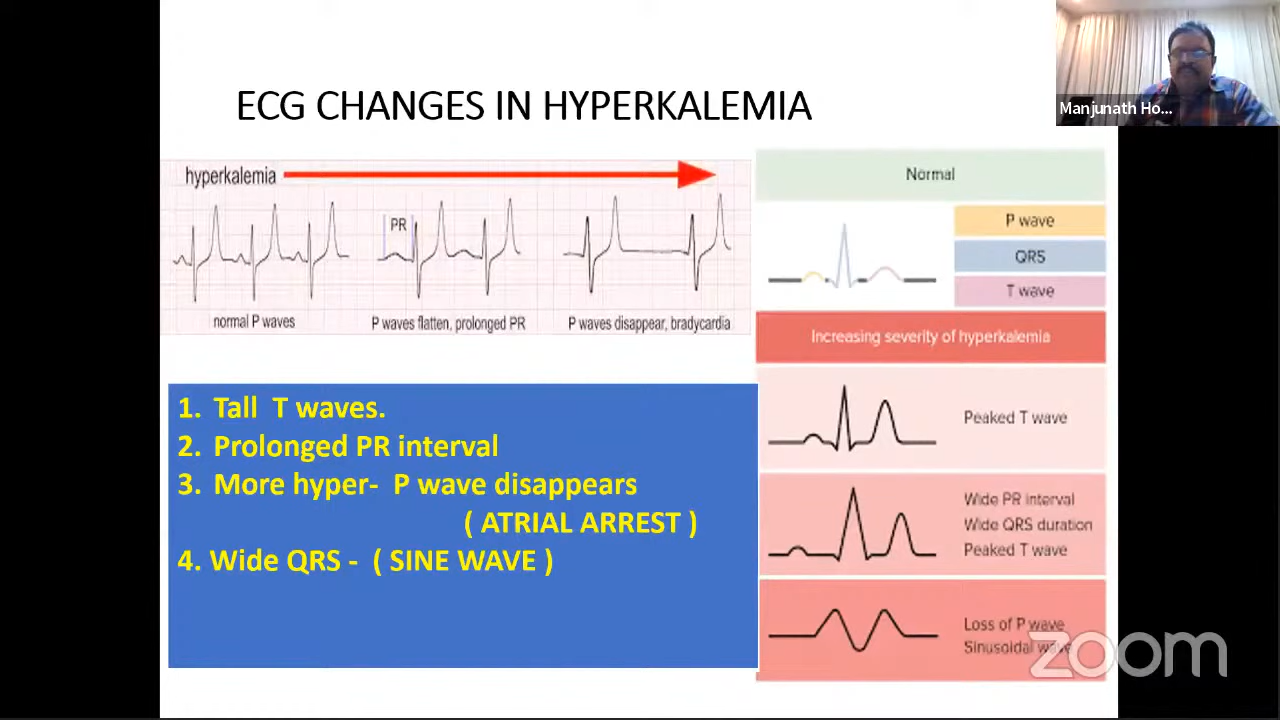 Manjunath Ho...
ECG CHANGES IN HYPERKALEMIA
hyperkalemia
PR
normal P waves
P waves flatten, prolonged PR
P waves disappear, bradycardia
Normal
P wave
QRS
T wave
Increasing severity of hyperkalemia
Peaked T wave
Wide PR interval
Wide QRS duration
Peaked T wave
Loss of P wave
Sinusoidal wave
1. Tall T waves.
2. Prolonged PR interval
3. More hyper- P wave disappears
( ATRIAL ARREST )
4. Wide QRS - ( SINE WAVE )
zoom